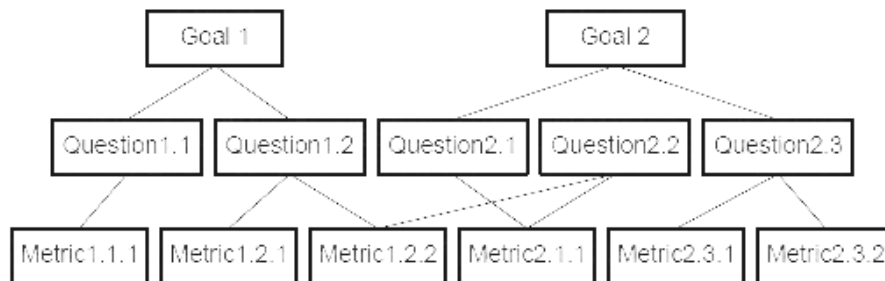 Goal 1
Goal 2
Question1.1
Question1.2
Question2.1
Question2.2
Question2.3
Metric1.1.1
Metric1.2.1
Metric1.2.2
Metric2.1.1
Metric2.3.1
Metric2.3.2